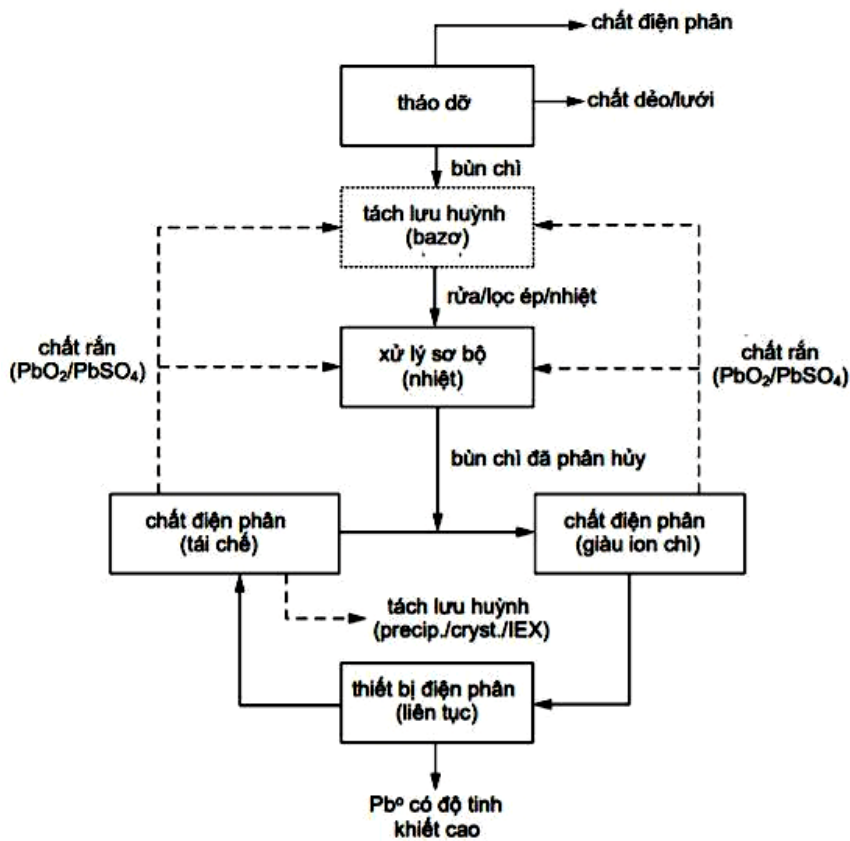 chất điện phân
tháo dỡ
chất dẻo/lưới
bùn chì
tách lưu huỳnh
(bazơ)
rửa/lọc ép/nhiệt
chất rắn
(PbO₂/PbSO₄)
xử lý sơ bộ
(nhiệt)
chất rắn
(PbO₂/PbSO₄)
bùn chì đã phân hủy
chất điện phân
(tái chế)
chất điện phân
(giàu ion chì)
tách lưu huỳnh
(precip./cryst./IEX)
thiết bị điện phân
(liên tục)
Pbº có độ tinh
khiết cao